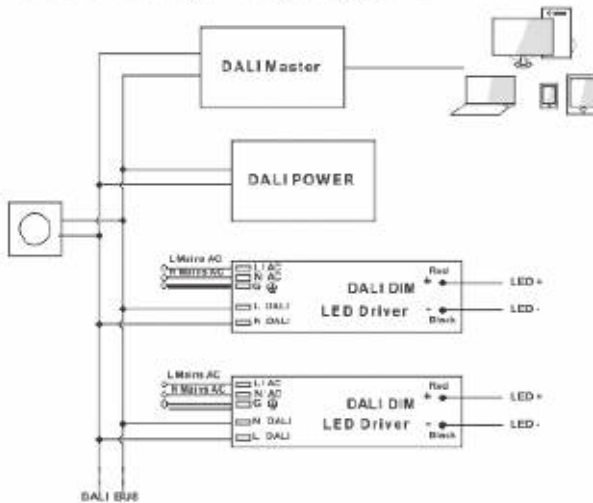 DALI Master
DALI POWER
L Mains AC
N Mains AC
L/ AC
N/ AC
G
L/ DALI
N/ DALI
DALI DIM
LED Driver
Red
+
-
Black
LED +
LED -
L Mains AC
N Mains AC
L/ AC
N/ AC
G
N/ DALI
L/ DALI
DALI DIM
LED Driver
Red
+
-
Black
LED +
LED -
DALI BUS